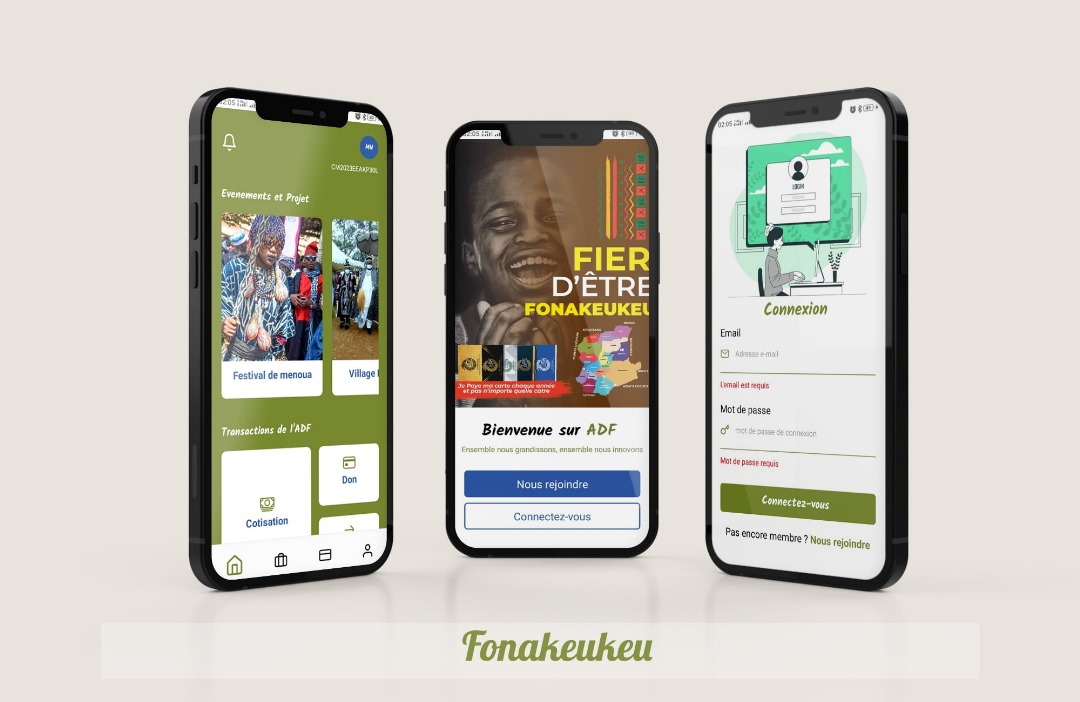 02:05
MN
CM2023EEAKP30L
Evenements et Projet
Festival de menoua
Village
Transactions de l'ADF
Cotisation
Don
02:05
FIER
D'ÊTRE
FONAKEUKEU
Je Paye ma carte chaque année
et pas n'importe quelle carte
Bienvenue sur ADF
Ensemble nous grandissons, ensemble nous innovons
Nous rejoindre
Connectez-vous
02:05
LOGIN
Connexion
Email
Adresse e-mail
L'email est requis
Mot de passe
mot de passe de connexion
Mot de passe requis
Connectez-vous
Pas encore membre ? Nous rejoindre
Fonakeukeu